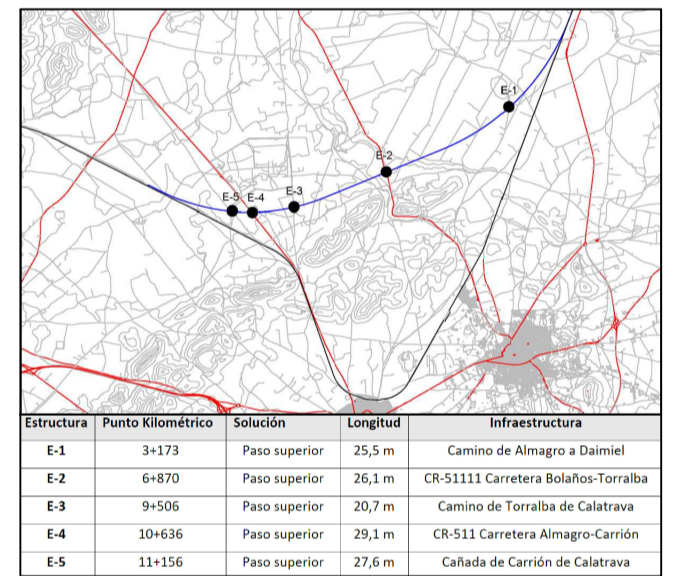 E-1
E-2
E-3
E-5 E-4
Estructura Punto Kilométrico Solución Longitud Infraestructura
E-1 3+173 Paso superior 25,5 m Camino de Almagro a Daimiel
E-2 6+870 Paso superior 26,1 m CR-51111 Carretera Bolaños-Torralba
E-3 9+506 Paso superior 20,7 m Camino de Torralba de Calatrava
E-4 10+636 Paso superior 29,1 m CR-511 Carretera Almagro-Carrión
E-5 11+156 Paso superior 27,6 m Cañada de Carrión de Calatrava